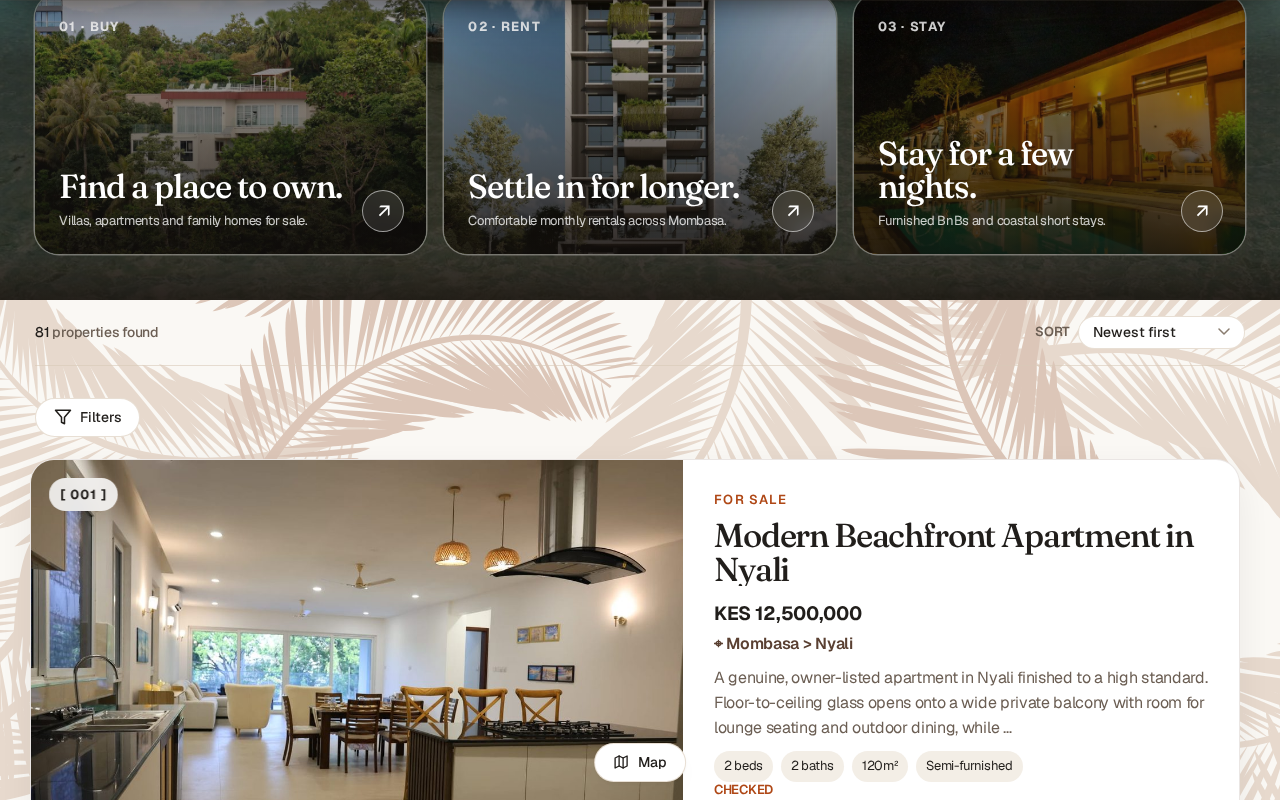 01 · BUY
Find a place to own.
Villas, apartments and family homes for sale.
02 · RENT
Settle in for longer.
Comfortable monthly rentals across Mombasa.
03 · STAY
Stay for a few
nights.
Furnished BnBs and coastal short stays.
81 properties found
SORT Newest first
Filters
[ 001 ]
FOR SALE
Modern Beachfront Apartment in
Nyali
KES 12,500,000
⌖ Mombasa > Nyali
A genuine, owner-listed apartment in Nyali finished to a high standard.
Floor-to-ceiling glass opens onto a wide private balcony with room for
lounge seating and outdoor dining, while ...
2 beds 2 baths 120m² Semi-furnished
CHECKED
Map